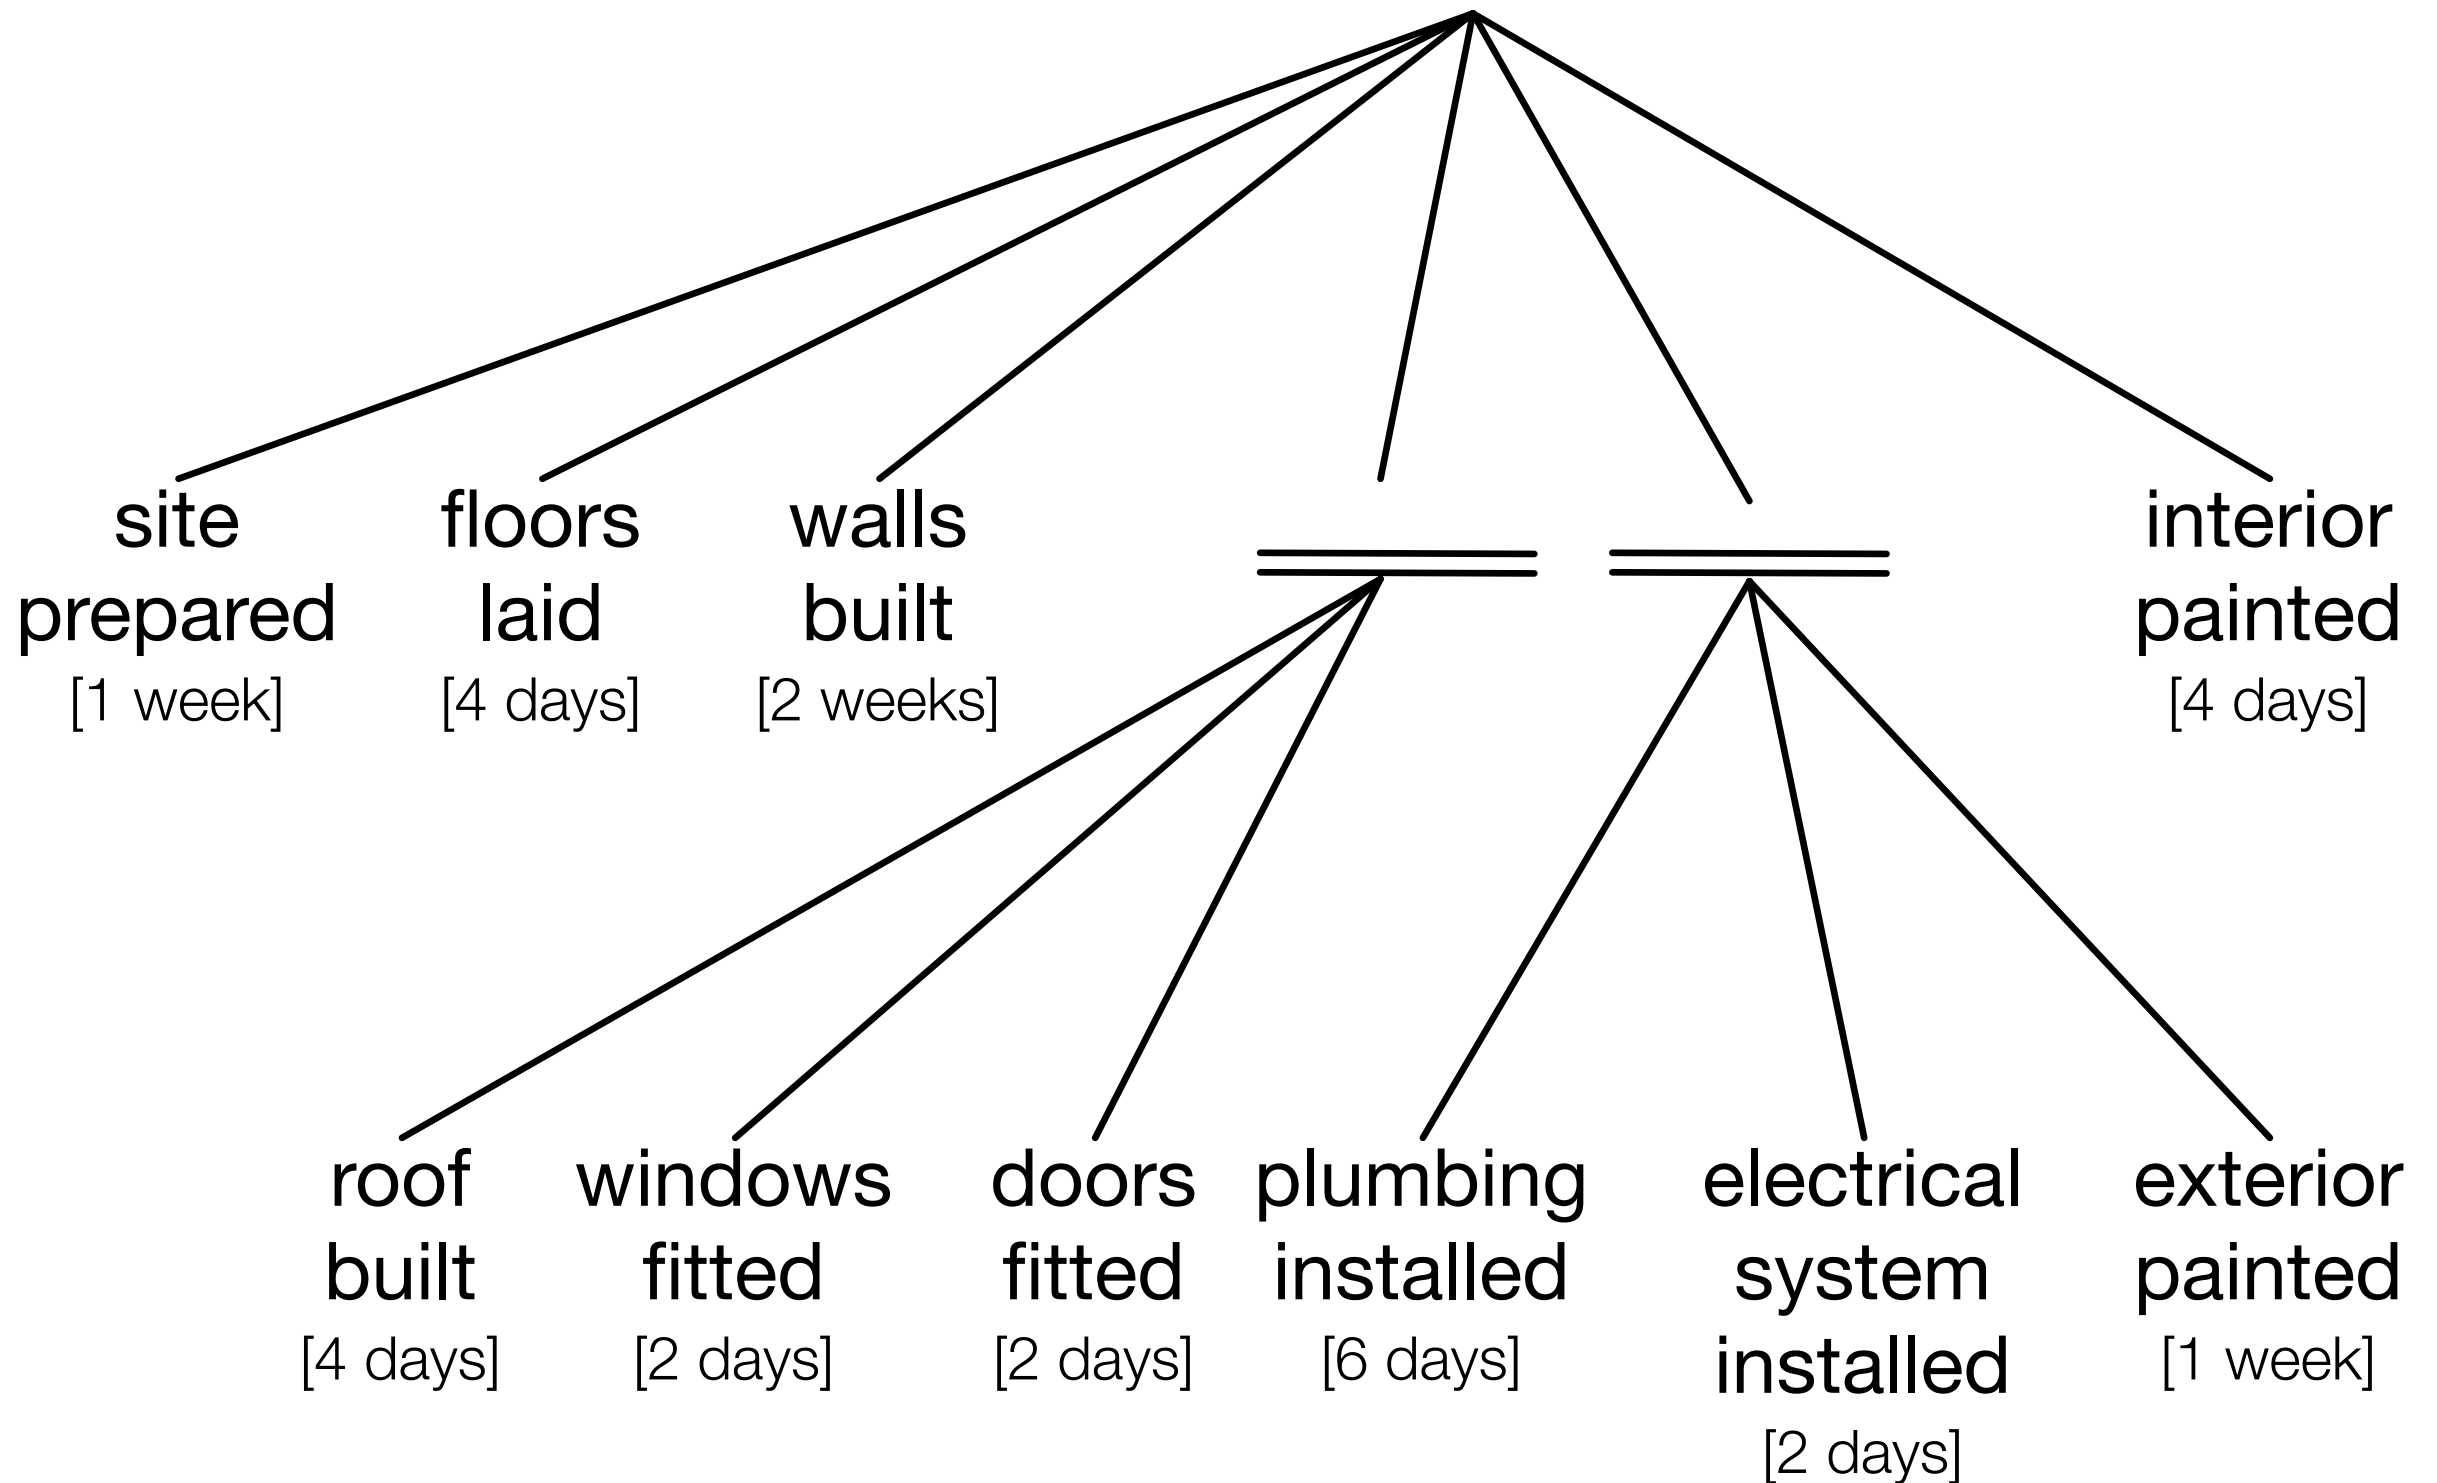 site
prepared
[1 week]
floors
laid
[4 days]
walls
built
[2 weeks]
interior
painted
[4 days]
roof
built
[4 days]
windows
fitted
[2 days]
doors
fitted
[2 days]
plumbing
installed
[6 days]
electrical
system
installed
[2 days]
exterior
painted
[1 week]